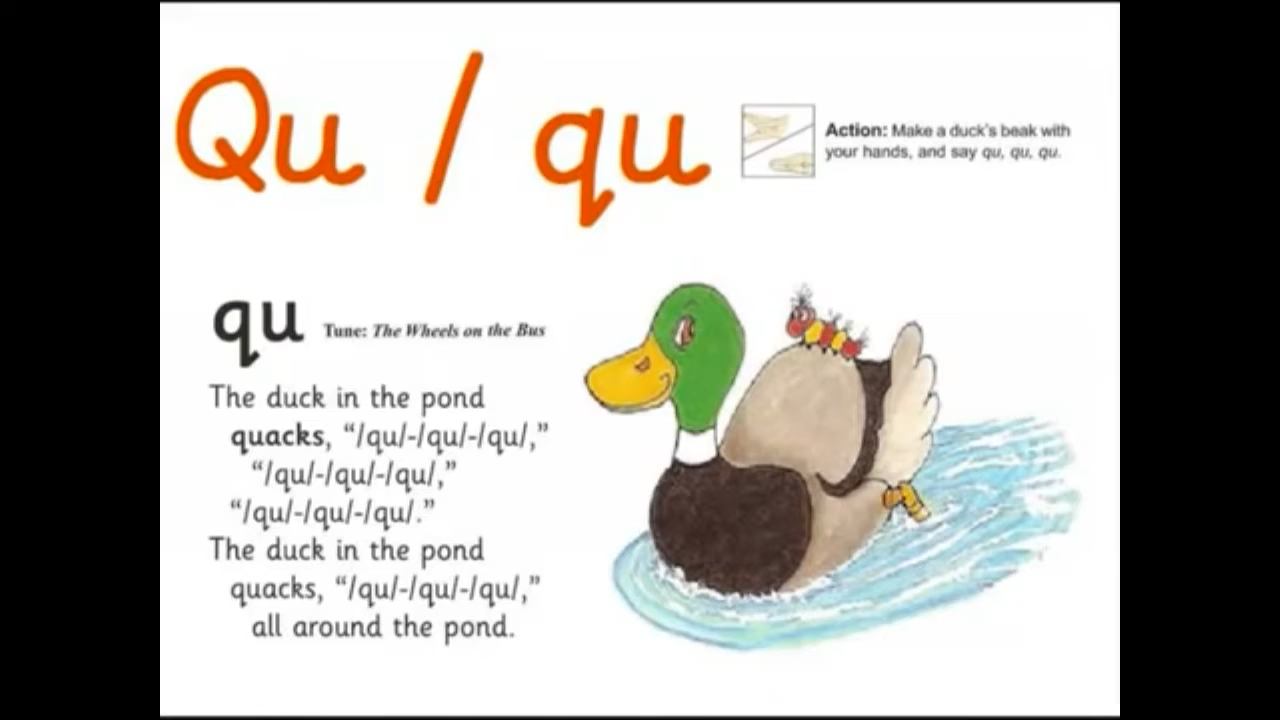 Qu / qu
Action: Make a duck's beak with
your hands, and say qu, qu, qu.
qu Tune: The Wheels on the Bus
The duck in the pond
quacks, “/qu/-/qu/-/qu/,”
“/qu/-/qu/-/qu/,”
“/qu/-/qu/-/qu/.”
The duck in the pond
quacks, “/qu/-/qu/-/qu/,”
all around the pond.